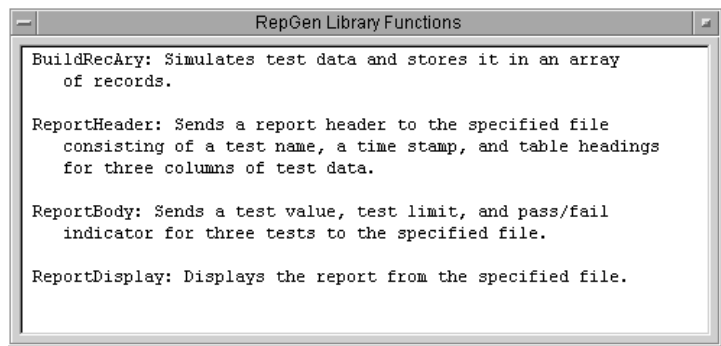 RepGen Library Functions
BuildRecAry: Simulates test data and stores it in an array
of records.
ReportHeader: Sends a report header to the specified file
consisting of a test name, a time stamp, and table headings
for three columns of test data.
ReportBody: Sends a test value, test limit, and pass/fail
indicator for three tests to the specified file.
ReportDisplay: Displays the report from the specified file.